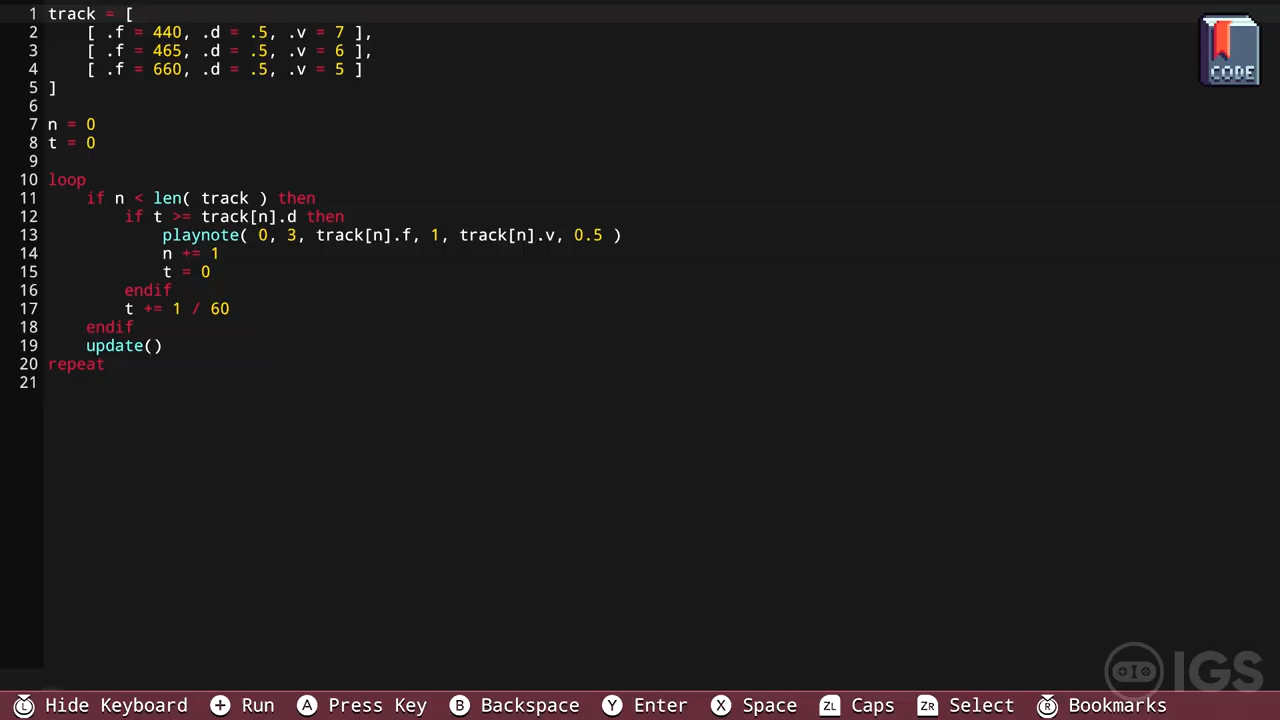 1 track = [
2     [ .f = 440, .d = .5, .v = 7 ],
3     [ .f = 465, .d = .5, .v = 6 ],
4     [ .f = 660, .d = .5, .v = 5 ]
5 ]
6
7 n = 0
8 t = 0
9
10 loop
11     if n < len( track ) then
12         if t >= track[n].d then
13             playnote( 0, 3, track[n].f, 1, track[n].v, 0.5 )
14             n += 1
15             t = 0
16         endif
17         t += 1 / 60
18     endif
19     update()
20 repeat
21
CODE
IGS
L Hide Keyboard + Run A Press Key B Backspace Y Enter X Space ZL Caps ZR Select R Bookmarks